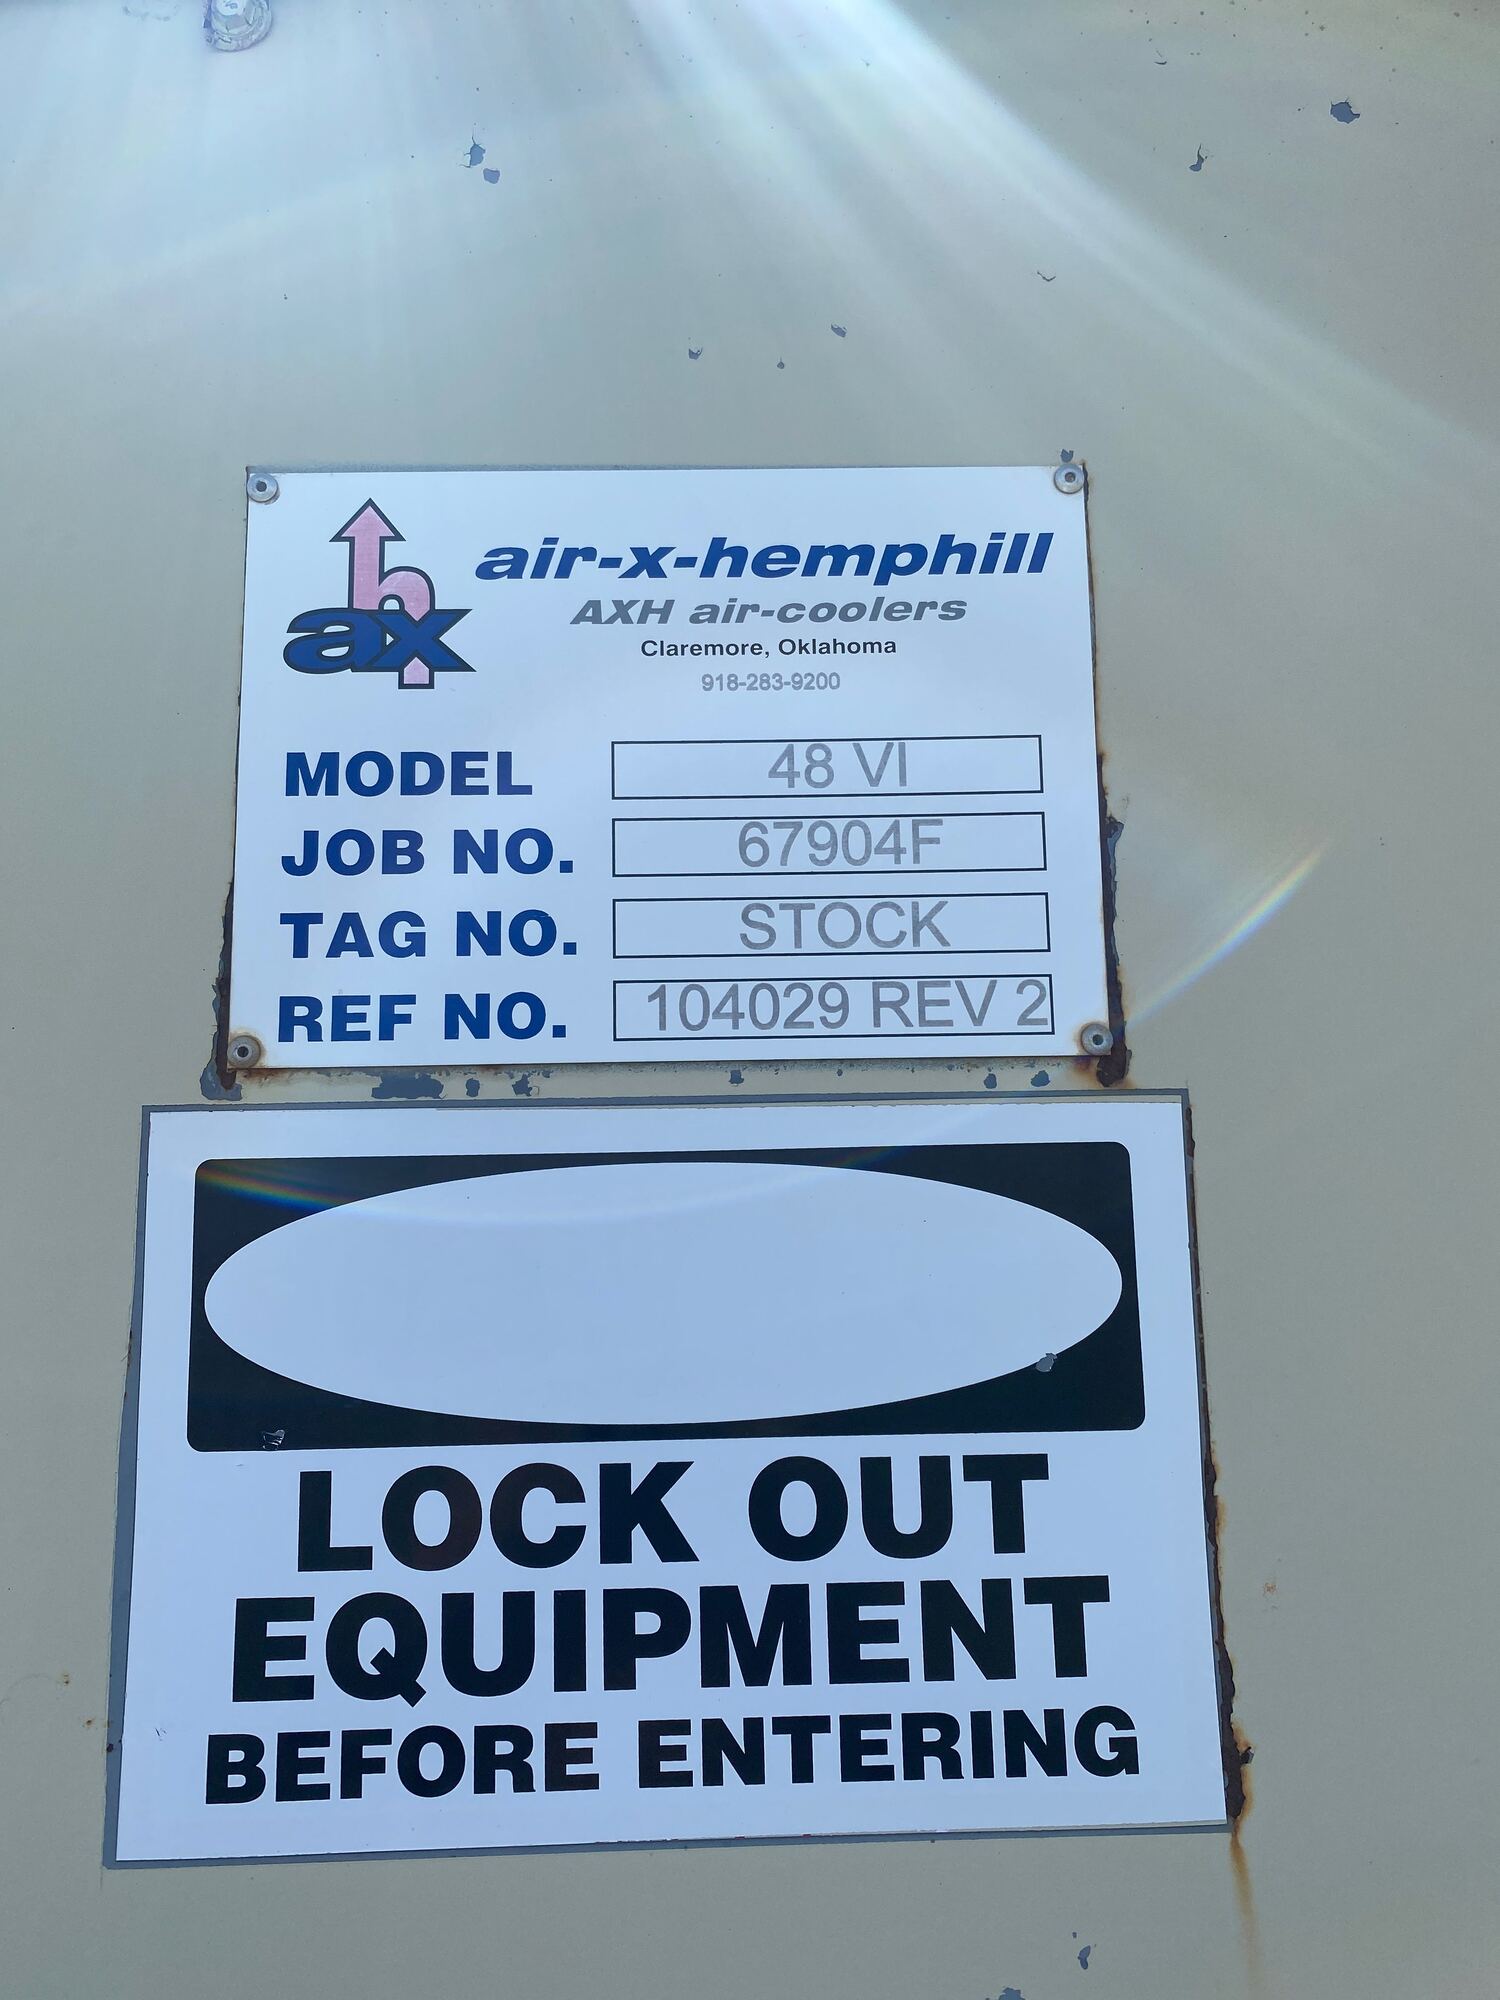 hax
air-x-hemphill
AXH air-coolers
Claremore, Oklahoma
918-283-9200
MODEL 48 VI
JOB NO. 67904F
TAG NO. STOCK
REF NO. 104029 REV 2
LOCK OUT
EQUIPMENT
BEFORE ENTERING